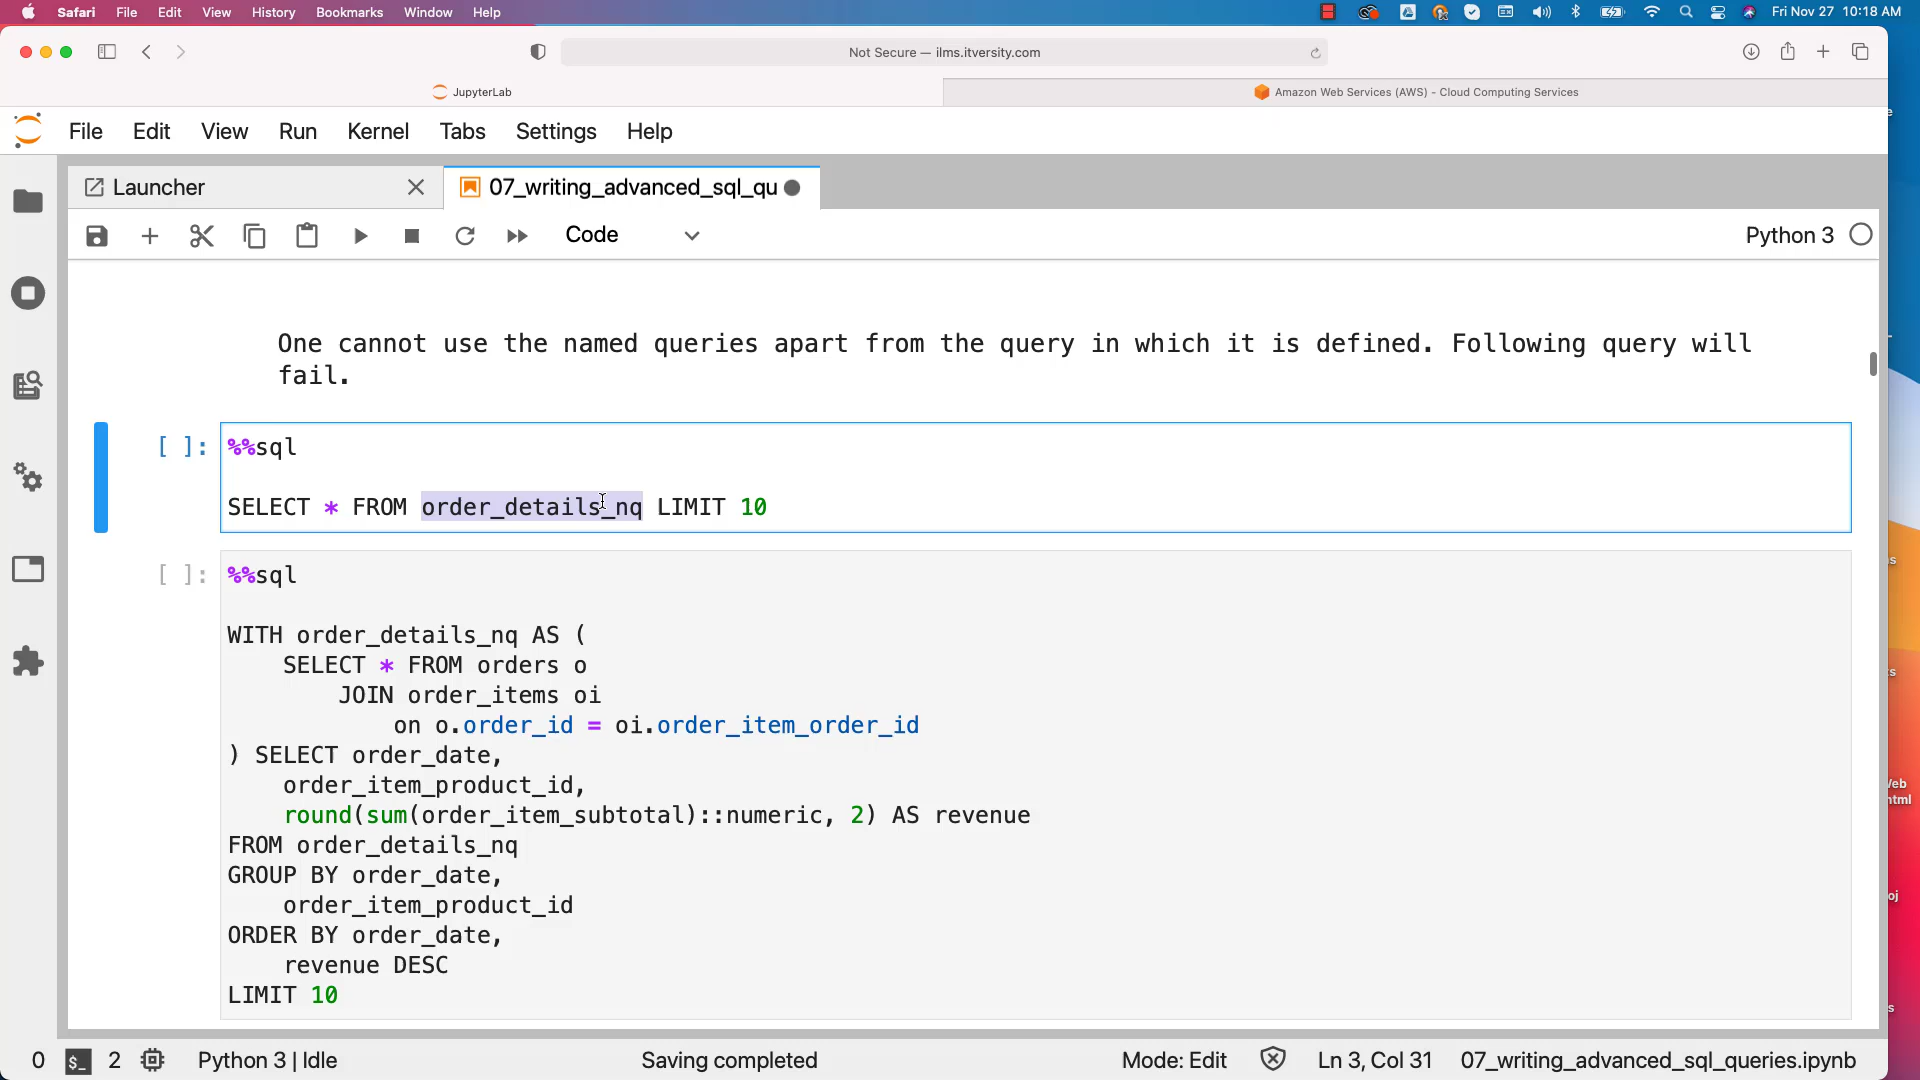 Safari File Edit View History Bookmarks Window Help Fri Nov 27 10:18 AM
Not Secure — ilms.itversity.com
JupyterLab Amazon Web Services (AWS) - Cloud Computing Services
File Edit View Run Kernel Tabs Settings Help
Launcher 07_writing_advanced_sql_qu
Code Python 3
One cannot use the named queries apart from the query in which it is defined. Following query will
fail.
[ ]: %%sql
SELECT * FROM order_details_nq LIMIT 10
[ ]: %%sql
WITH order_details_nq AS (
SELECT * FROM orders o
JOIN order_items oi
on o.order_id = oi.order_item_order_id
) SELECT order_date,
order_item_product_id,
round(sum(order_item_subtotal)::numeric, 2) AS revenue
FROM order_details_nq
GROUP BY order_date,
order_item_product_id
ORDER BY order_date,
revenue DESC
LIMIT 10
0 $_ 2 Python 3 | Idle Saving completed Mode: Edit Ln 3, Col 31 07_writing_advanced_sql_queries.ipynb